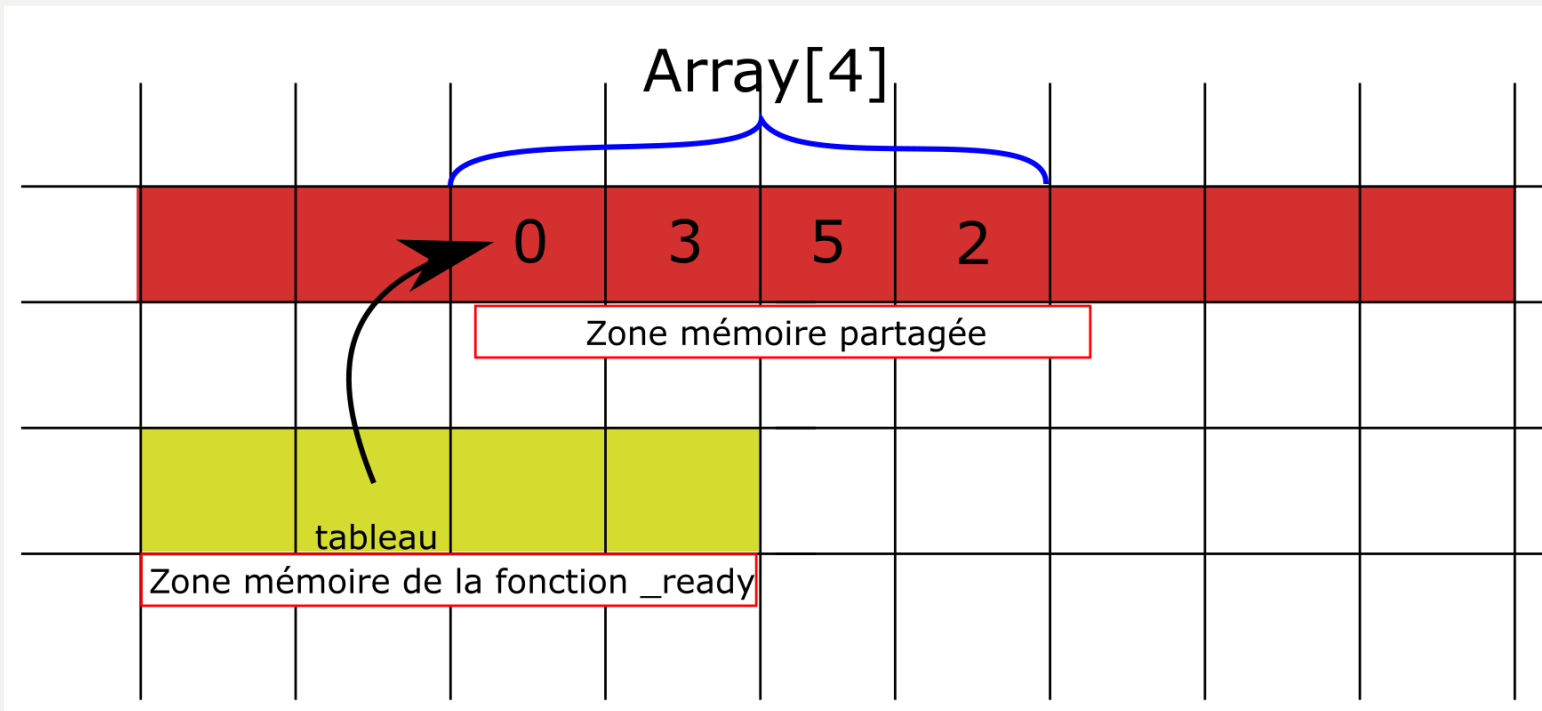 Array[4]
0 3 5 2
Zone mémoire partagée
tableau
Zone mémoire de la fonction _ready